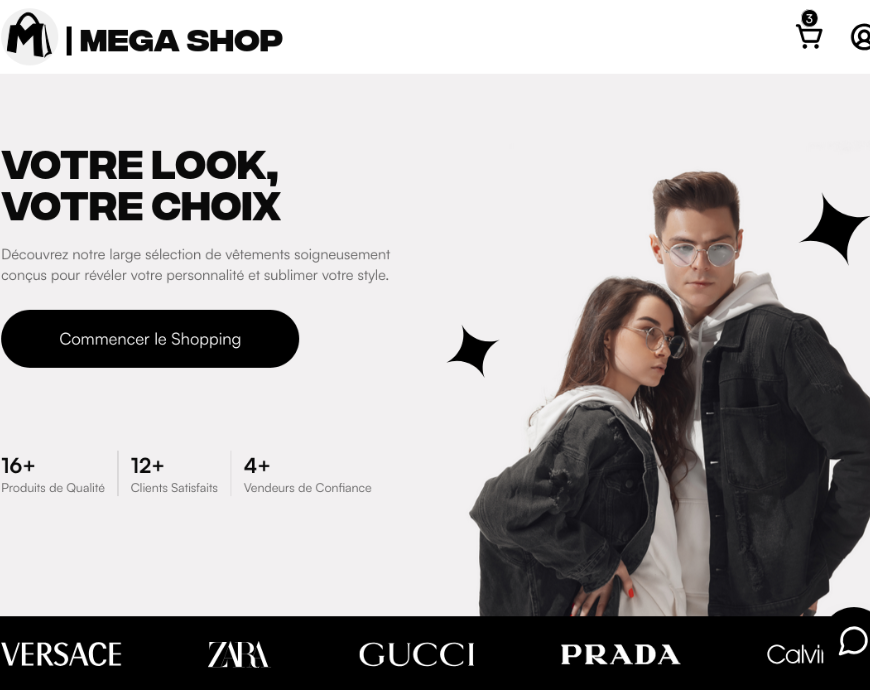 M | MEGA SHOP
3
VOTRE LOOK,
VOTRE CHOIX
Découvrez notre large sélection de vêtements soigneusement
conçus pour révéler votre personnalité et sublimer votre style.
Commencer le Shopping
16+
Produits de Qualité
12+
Clients Satisfaits
4+
Vendeurs de Confiance
VERSACE
ZARA
GUCCI
PRADA
Calvi